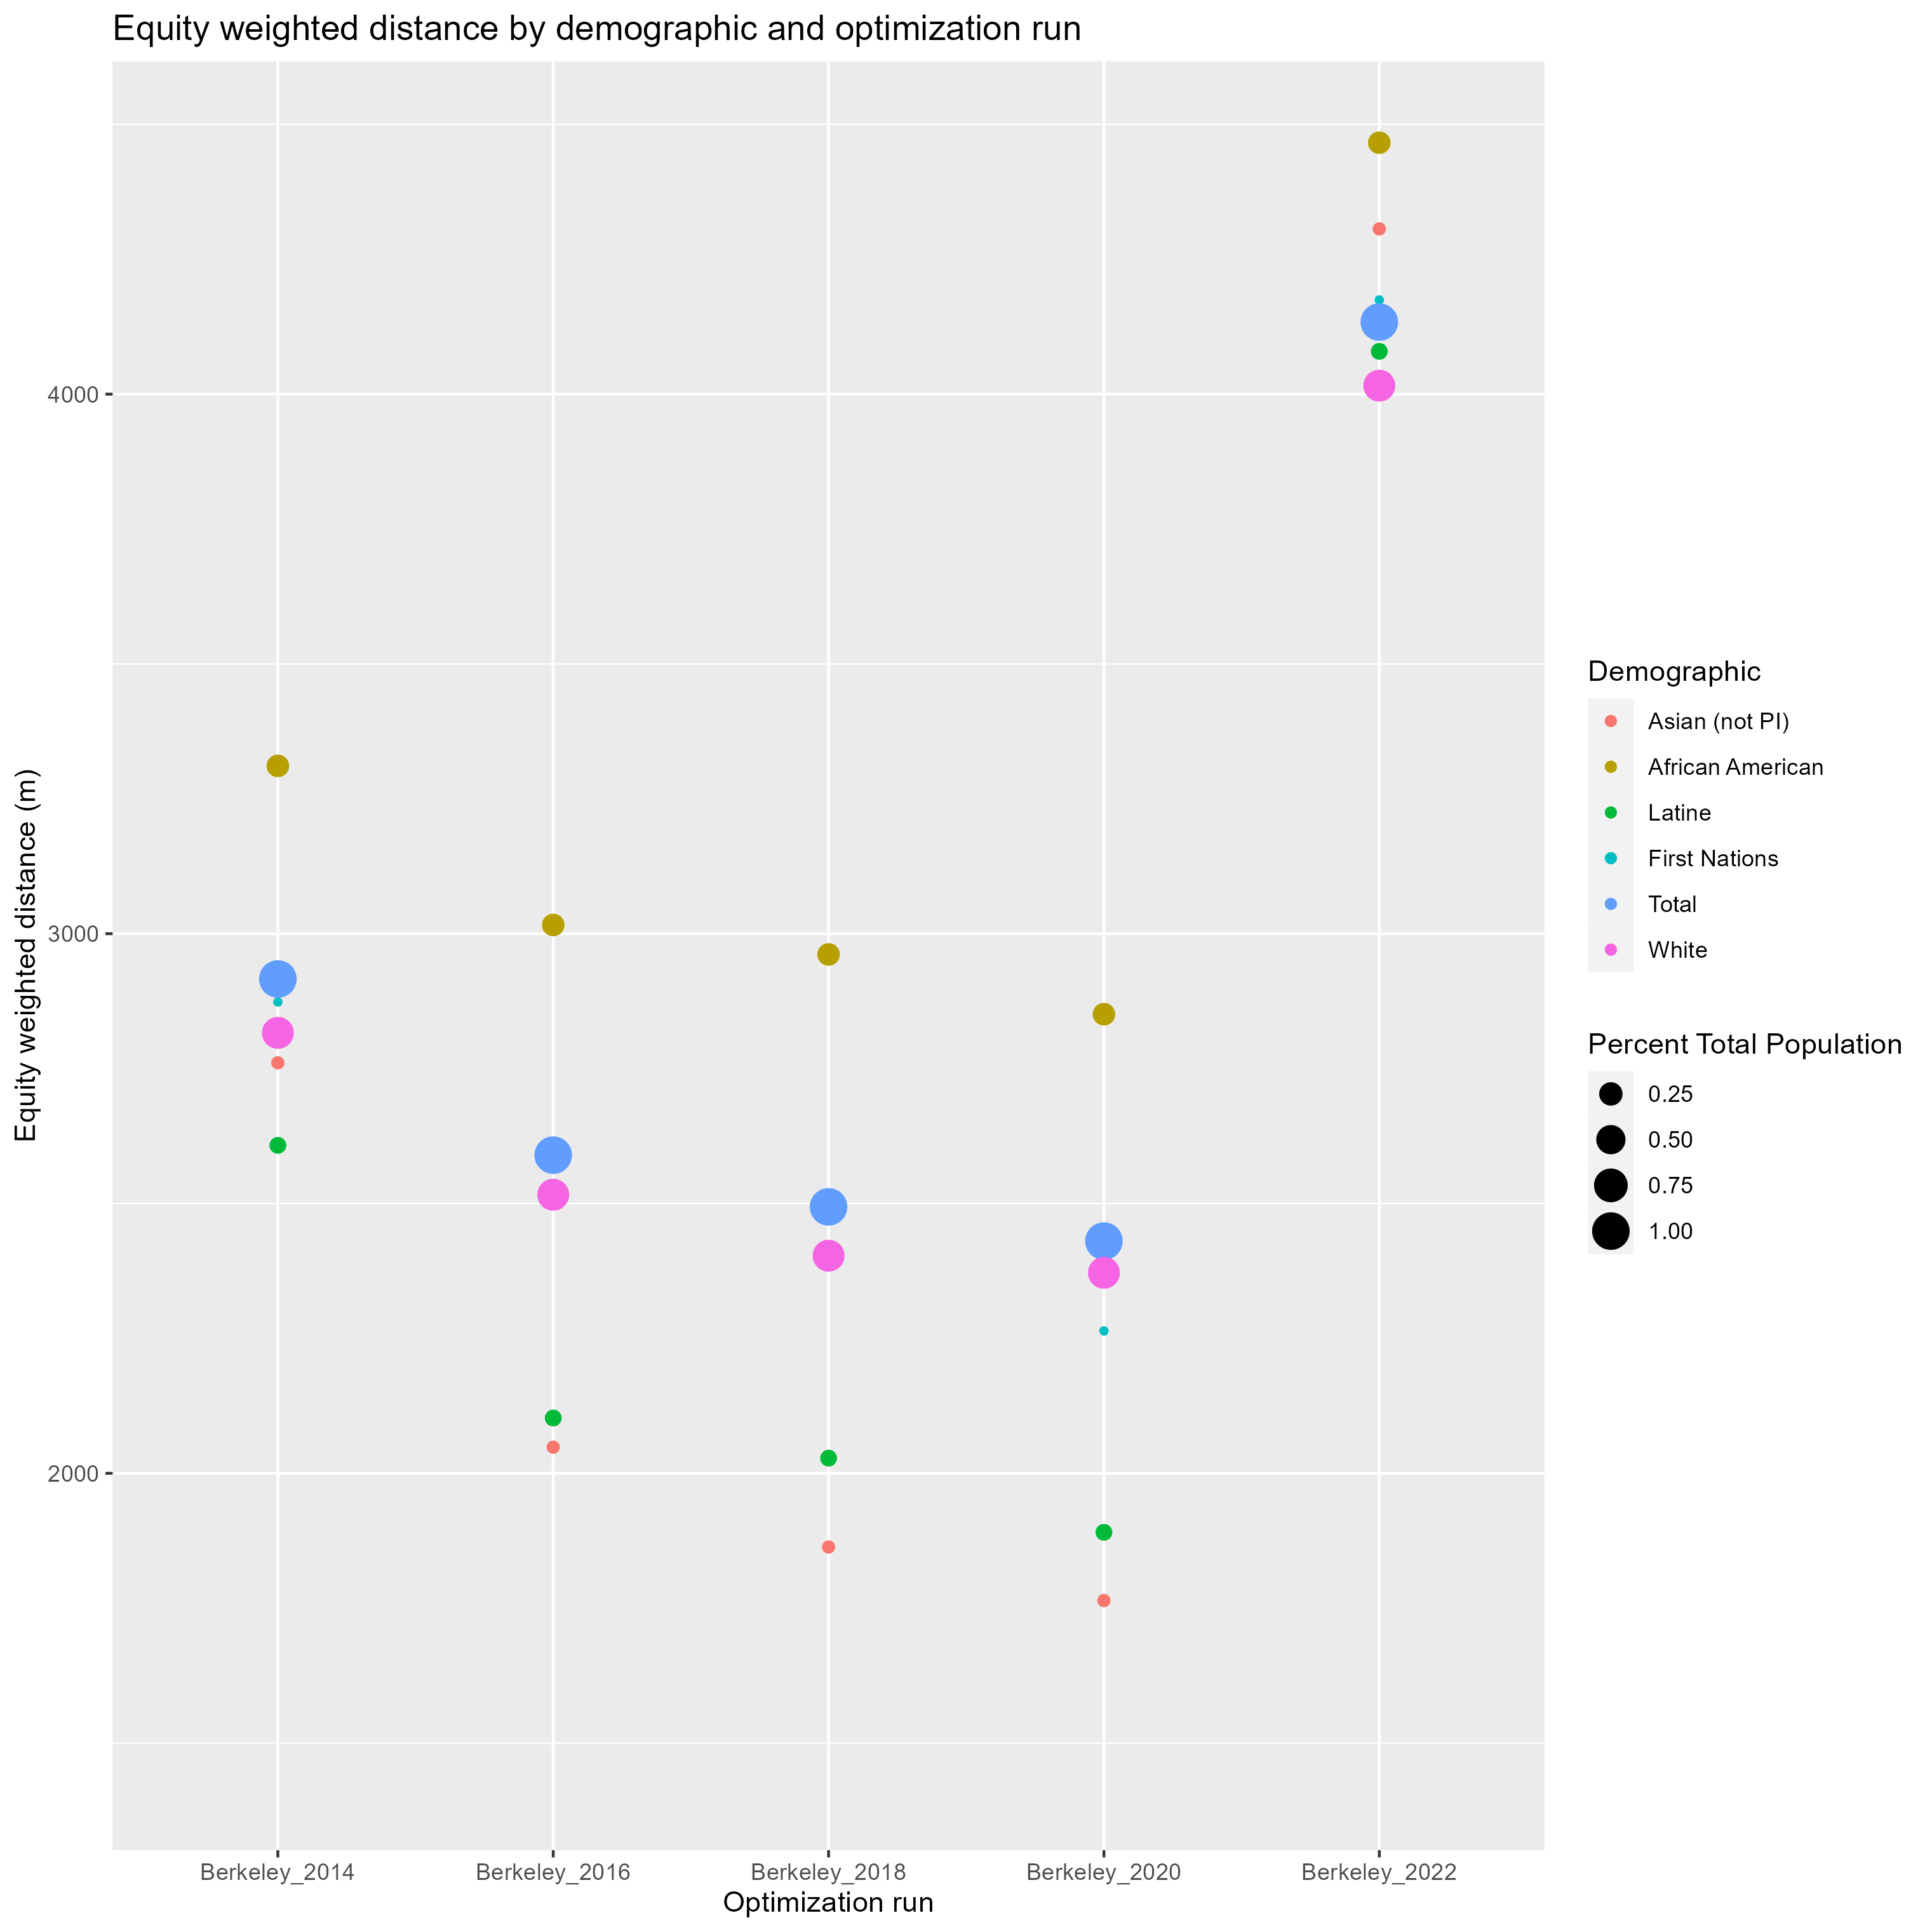 Equity weighted distance by demographic and optimization run
Equity weighted distance (m)
4000
3000
2000
Berkeley_2014
Berkeley_2016
Berkeley_2018
Berkeley_2020
Berkeley_2022
Optimization run
Demographic
Asian (not PI)
African American
Latine
First Nations
Total
White
Percent Total Population
0.25
0.50
0.75
1.00